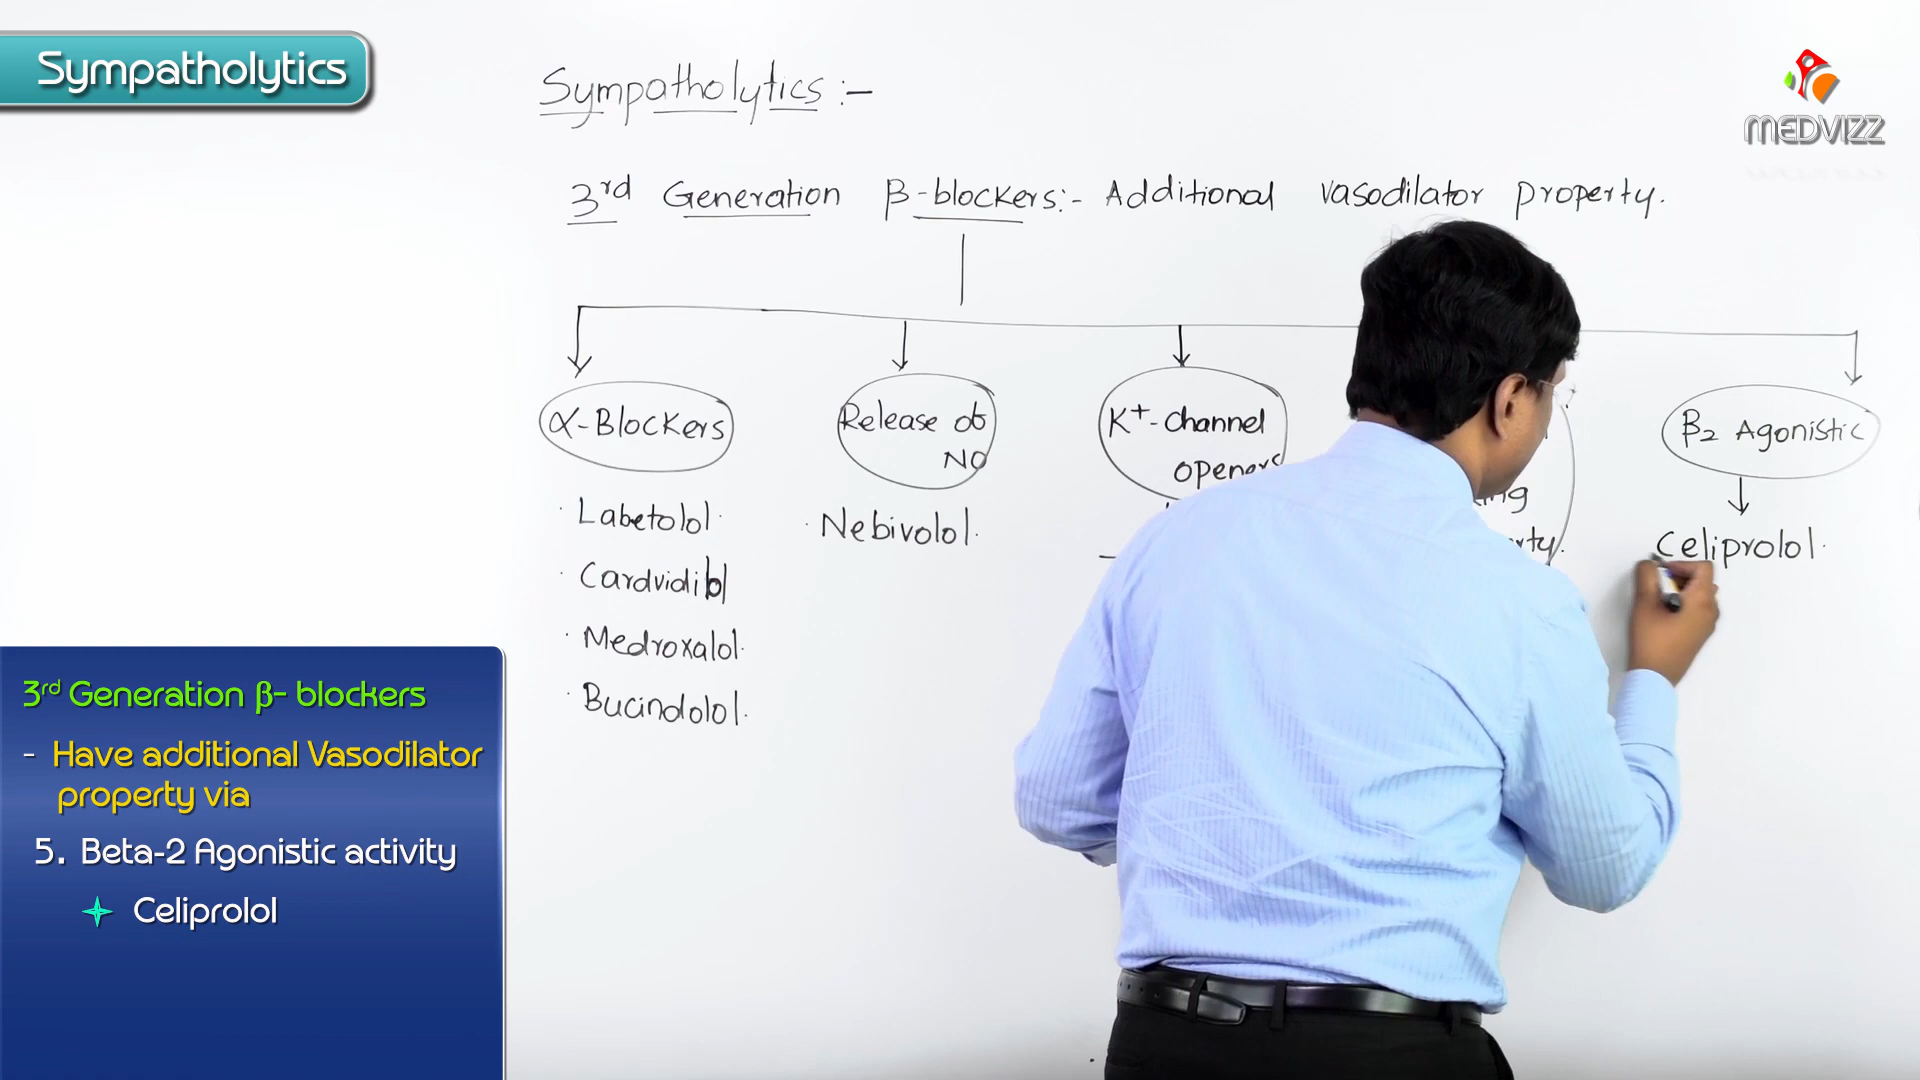 Sympatholytics
MEDVIZZ
Sympatholytics :-
3rd Generation β-blockers:- Additional vasodilator property.
α-Blockers
· Labetolol.
· Cardvidilol
· Medroxalol.
· Bucindolol.
Release of
NO
· Nebivolol.
K+-channel
openers
β2 Agonistic
Celiprolol.
3rd Generation β- blockers
- Have additional Vasodilator
property via
5. Beta-2 Agonistic activity
Celiprolol